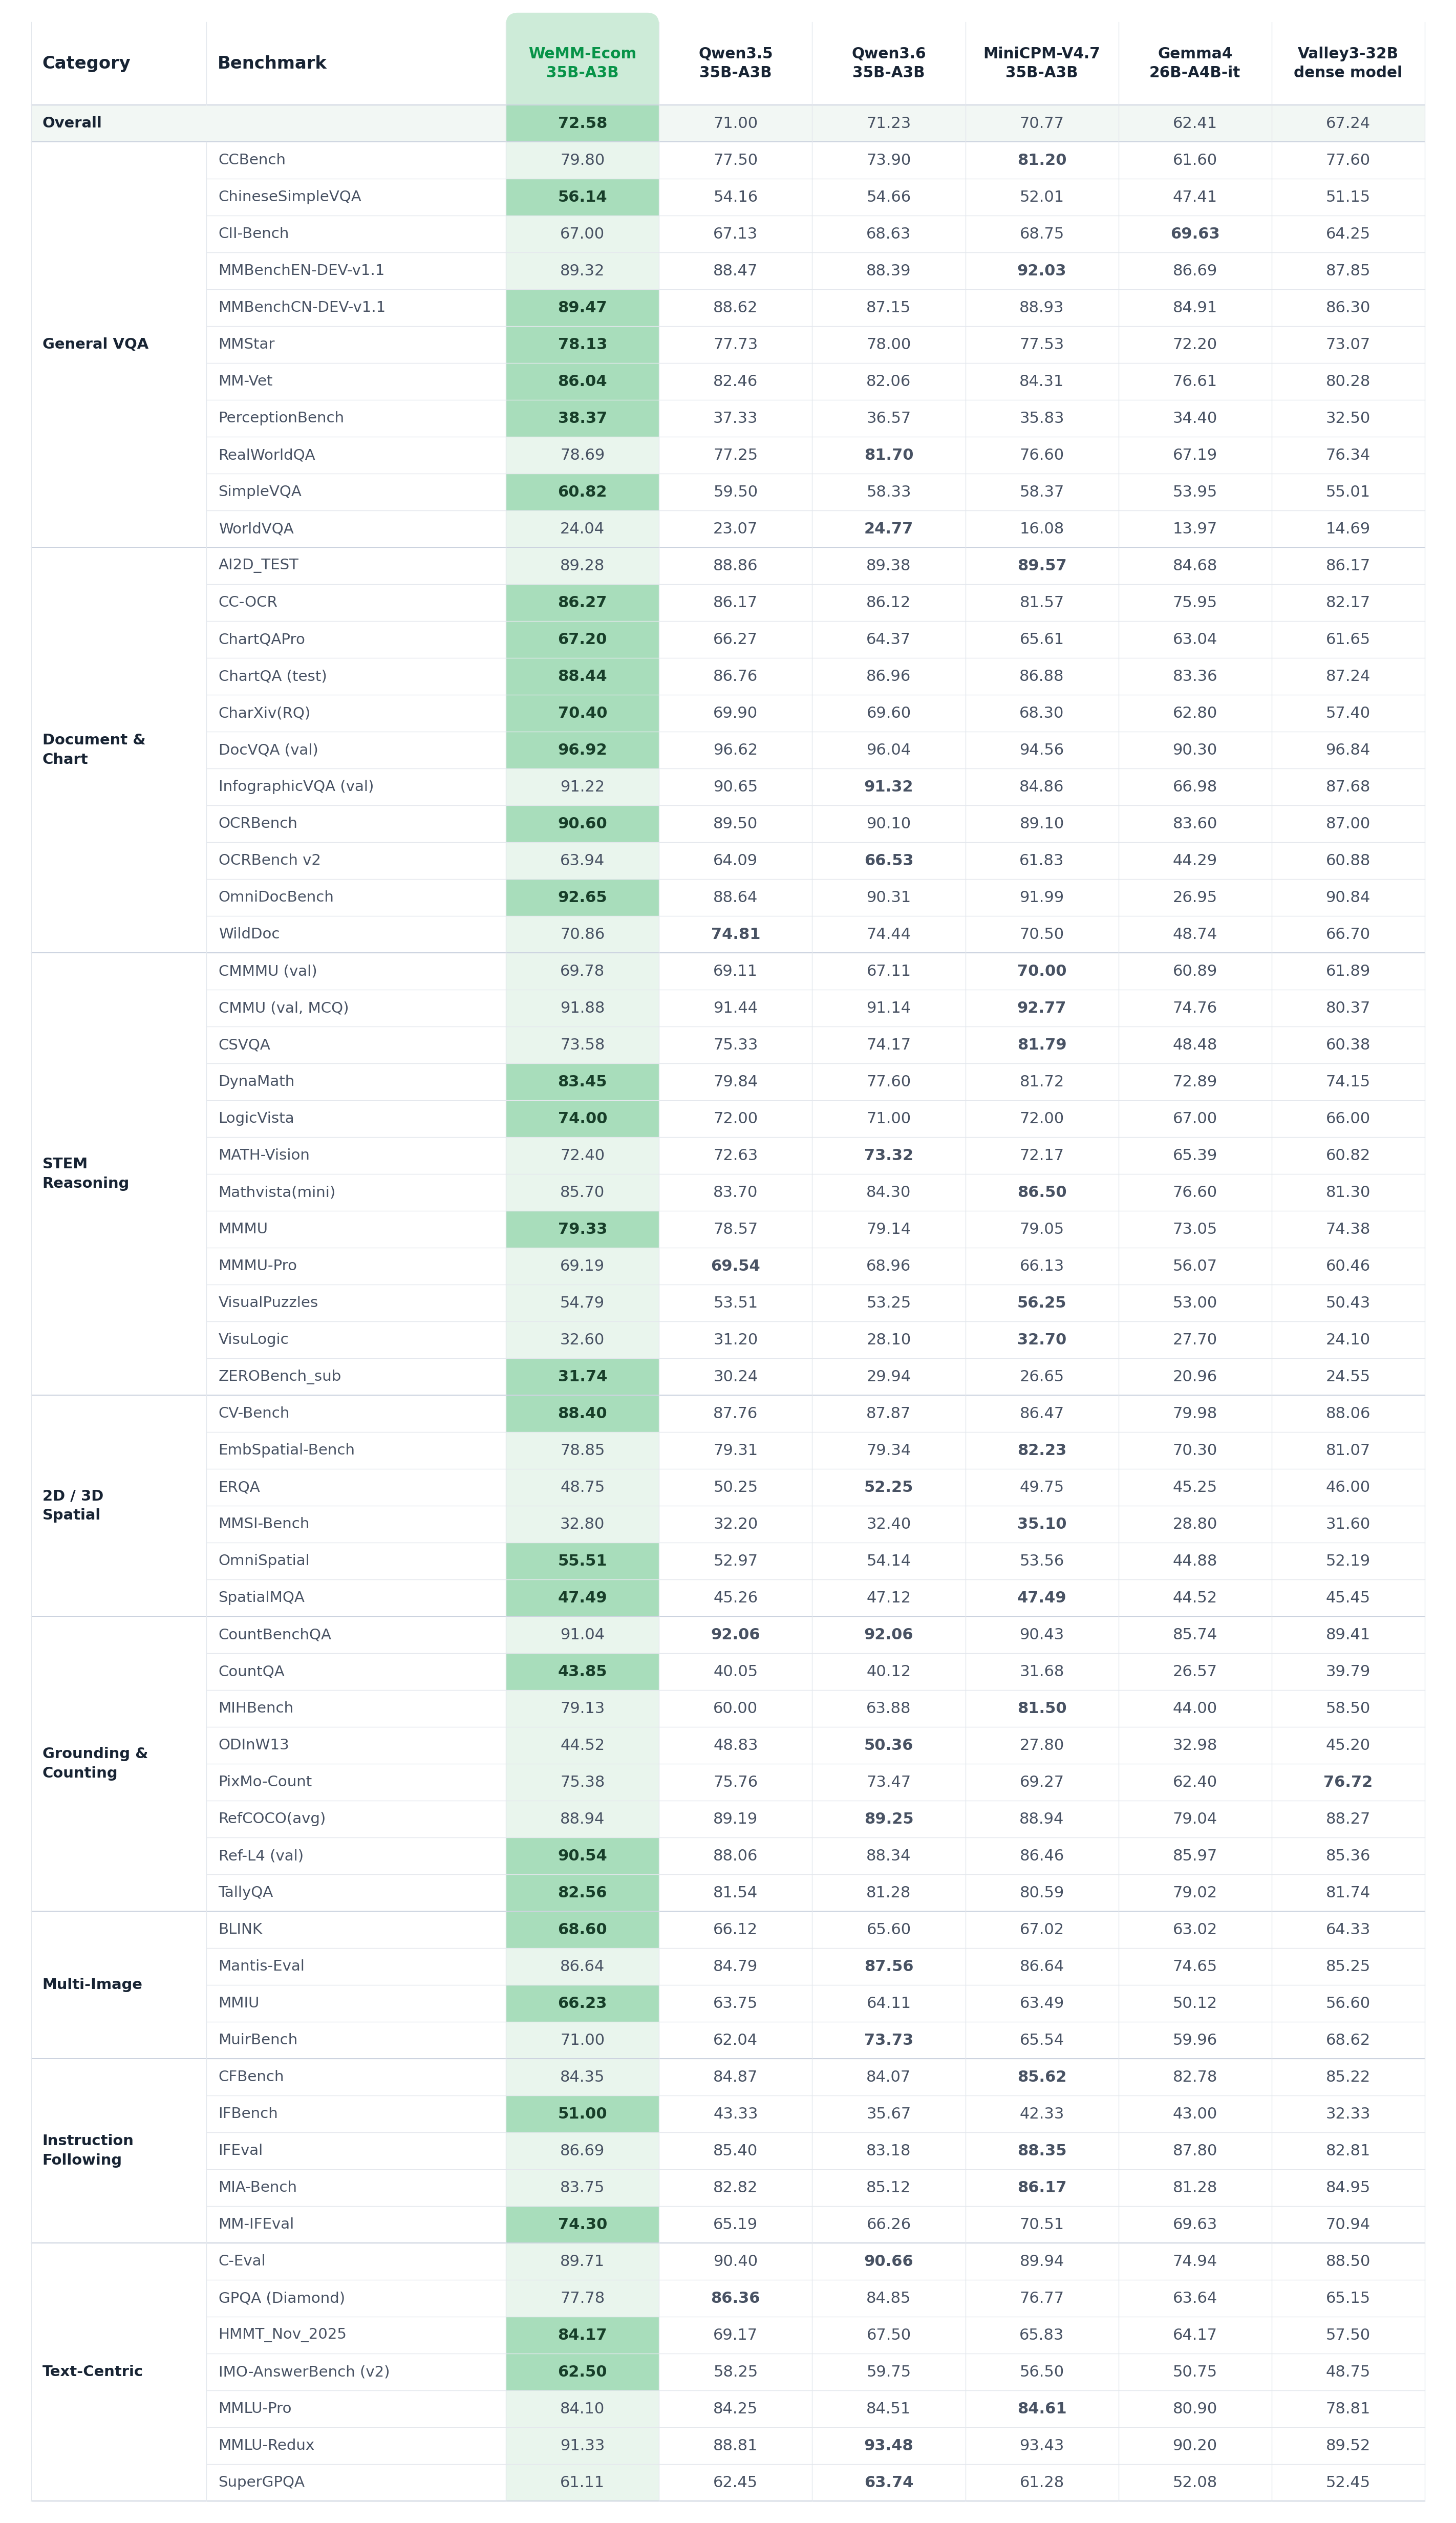 Category Benchmark WeMM-Ecom 35B-A3B Qwen3.5 35B-A3B Qwen3.6 35B-A3B MiniCPM-V4.7 35B-A3B Gemma4 26B-A4B-it Valley3-32B dense model
Overall 72.58 71.00 71.23 70.77 62.41 67.24
General VQA
CCBench 79.80 77.50 73.90 81.20 61.60 77.60
ChineseSimpleVQA 56.14 54.16 54.66 52.01 47.41 51.15
CII-Bench 67.00 67.13 68.63 68.75 69.63 64.25
MMBenchEN-DEV-v1.1 89.32 88.47 88.39 92.03 86.69 87.85
MMBenchCN-DEV-v1.1 89.47 88.62 87.15 88.93 84.91 86.30
MMStar 78.13 77.73 78.00 77.53 72.20 73.07
MM-Vet 86.04 82.46 82.06 84.31 76.61 80.28
PerceptionBench 38.37 37.33 36.57 35.83 34.40 32.50
RealWorldQA 78.69 77.25 81.70 76.60 67.19 76.34
SimpleVQA 60.82 59.50 58.33 58.37 53.95 55.01
WorldVQA 24.04 23.07 24.77 16.08 13.97 14.69
Document & Chart
AI2D_TEST 89.28 88.86 89.38 89.57 84.68 86.17
CC-OCR 86.27 86.17 86.12 81.57 75.95 82.17
ChartQAPro 67.20 66.27 64.37 65.61 63.04 61.65
ChartQA (test) 88.44 86.76 86.96 86.88 83.36 87.24
CharXiv(RQ) 70.40 69.90 69.60 68.30 62.80 57.40
DocVQA (val) 96.92 96.62 96.04 94.56 90.30 96.84
InfographicVQA (val) 91.22 90.65 91.32 84.86 66.98 87.68
OCRBench 90.60 89.50 90.10 89.10 83.60 87.00
OCRBench v2 63.94 64.09 66.53 61.83 44.29 60.88
OmniDocBench 92.65 88.64 90.31 91.99 26.95 90.84
WildDoc 70.86 74.81 74.44 70.50 48.74 66.70
STEM Reasoning
CMMMU (val) 69.78 69.11 67.11 70.00 60.89 61.89
CMMU (val, MCQ) 91.88 91.44 91.14 92.77 74.76 80.37
CSVQA 73.58 75.33 74.17 81.79 48.48 60.38
DynaMath 83.45 79.84 77.60 81.72 72.89 74.15
LogicVista 74.00 72.00 71.00 72.00 67.00 66.00
MATH-Vision 72.40 72.63 73.32 72.17 65.39 60.82
Mathvista(mini) 85.70 83.70 84.30 86.50 76.60 81.30
MMMU 79.33 78.57 79.14 79.05 73.05 74.38
MMMU-Pro 69.19 69.54 68.96 66.13 56.07 60.46
VisualPuzzles 54.79 53.51 53.25 56.25 53.00 50.43
VisuLogic 32.60 31.20 28.10 32.70 27.70 24.10
ZEROBench_sub 31.74 30.24 29.94 26.65 20.96 24.55
2D / 3D Spatial
CV-Bench 88.40 87.76 87.87 86.47 79.98 88.06
EmbSpatial-Bench 78.85 79.31 79.34 82.23 70.30 81.07
ERQA 48.75 50.25 52.25 49.75 45.25 46.00
MMSI-Bench 32.80 32.20 32.40 35.10 28.80 31.60
OmniSpatial 55.51 52.97 54.14 53.56 44.88 52.19
SpatialMQA 47.49 45.26 47.12 47.49 44.52 45.45
Grounding & Counting
CountBenchQA 91.04 92.06 92.06 90.43 85.74 89.41
CountQA 43.85 40.05 40.12 31.68 26.57 39.79
MIHBench 79.13 60.00 63.88 81.50 44.00 58.50
ODInW13 44.52 48.83 50.36 27.80 32.98 45.20
PixMo-Count 75.38 75.76 73.47 69.27 62.40 76.72
RefCOCO(avg) 88.94 89.19 89.25 88.94 79.04 88.27
Ref-L4 (val) 90.54 88.06 88.34 86.46 85.97 85.36
TallyQA 82.56 81.54 81.28 80.59 79.02 81.74
Multi-Image
BLINK 68.60 66.12 65.60 67.02 63.02 64.33
Mantis-Eval 86.64 84.79 87.56 86.64 74.65 85.25
MMIU 66.23 63.75 64.11 63.49 50.12 56.60
MuirBench 71.00 62.04 73.73 65.54 59.96 68.62
Instruction Following
CFBench 84.35 84.87 84.07 85.62 82.78 85.22
IFBench 51.00 43.33 35.67 42.33 43.00 32.33
IFEval 86.69 85.40 83.18 88.35 87.80 82.81
MIA-Bench 83.75 82.82 85.12 86.17 81.28 84.95
MM-IFEval 74.30 65.19 66.26 70.51 69.63 70.94
Text-Centric
C-Eval 89.71 90.40 90.66 89.94 74.94 88.50
GPQA (Diamond) 77.78 86.36 84.85 76.77 63.64 65.15
HMMT_Nov_2025 84.17 69.17 67.50 65.83 64.17 57.50
IMO-AnswerBench (v2) 62.50 58.25 59.75 56.50 50.75 48.75
MMLU-Pro 84.10 84.25 84.51 84.61 80.90 78.81
MMLU-Redux 91.33 88.81 93.48 93.43 90.20 89.52
SuperGPQA 61.11 62.45 63.74 61.28 52.08 52.45